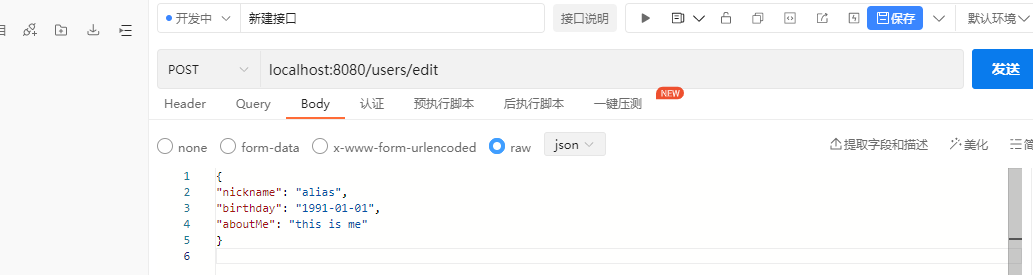 开发中 新建接口 接口说明 保存 默认环境
POST localhost:8080/users/edit 发送
Header Query Body 认证 预执行脚本 后执行脚本 一键压测 NEW
none form-data x-www-form-urlencoded raw json 提取字段和描述 美化 简
1 {
2 "nickname": "alias",
3 "birthday": "1991-01-01",
4 "aboutMe": "this is me"
5 }
6